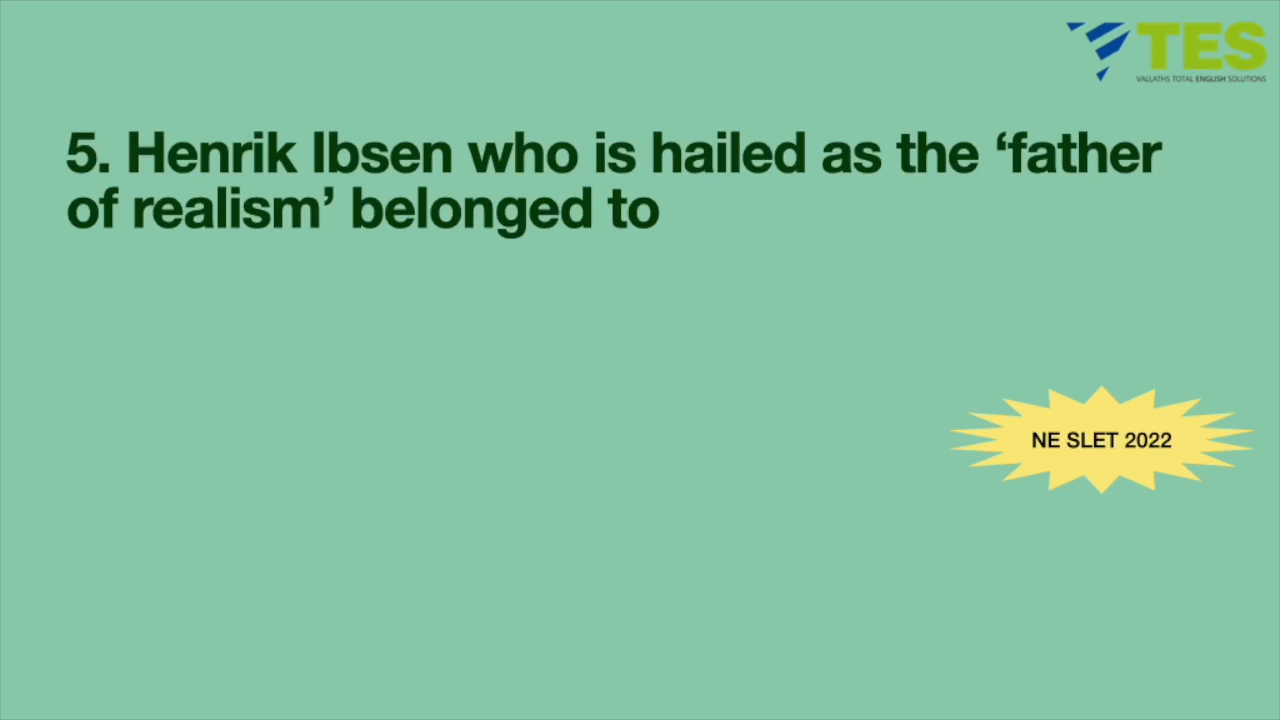 TES
VALLATHS TOTAL ENGLISH SOLUTIONS
5. Henrik Ibsen who is hailed as the ‘father
of realism’ belonged to
NE SLET 2022